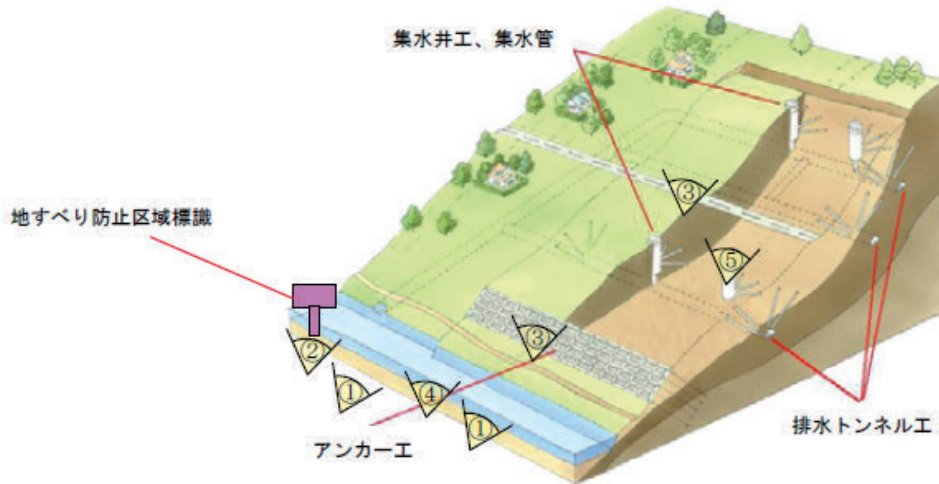 集水井工、集水管
③
地すべり防止区域標識
⑤
③
②
①
④
①
アンカー工
排水トンネル工